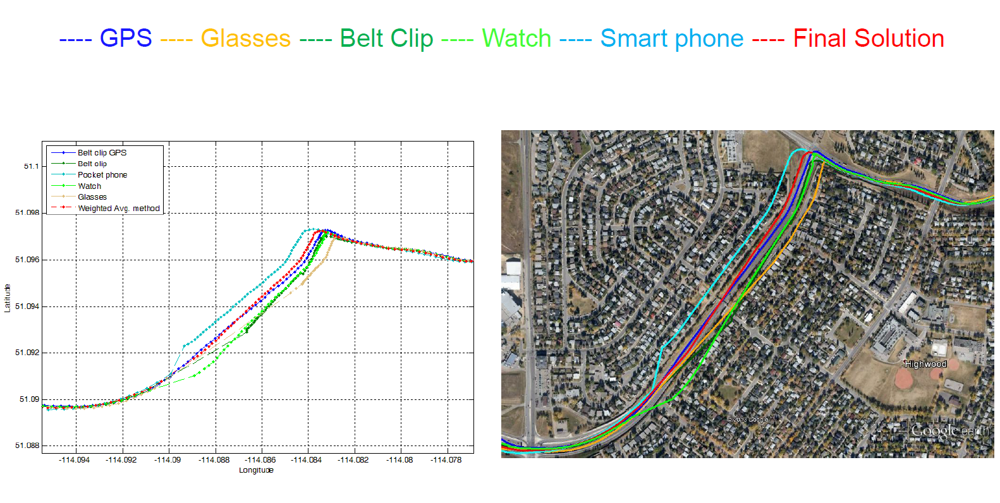 ---- GPS ---- Glasses ---- Belt Clip ---- Watch ---- Smart phone ---- Final Solution
Belt clip GPS
Belt clip
Pocket phone
Watch
Glasses
Weighted Avg. method
51.1
51.098
51.096
51.094
51.092
51.09
51.088
Latitude
-114.094 -114.092 -114.09 -114.088 -114.086 -114.084 -114.082 -114.08 -114.078
Longitude
Highwood
© 2013 Google
Google earth